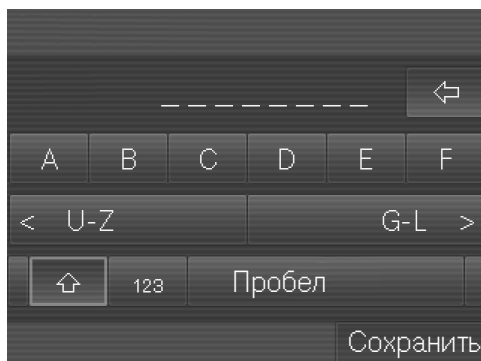 _ _ _ _ _ _ _ _ _
A B C D E F
< U-Z G-L >
123 Пробел
Сохранить